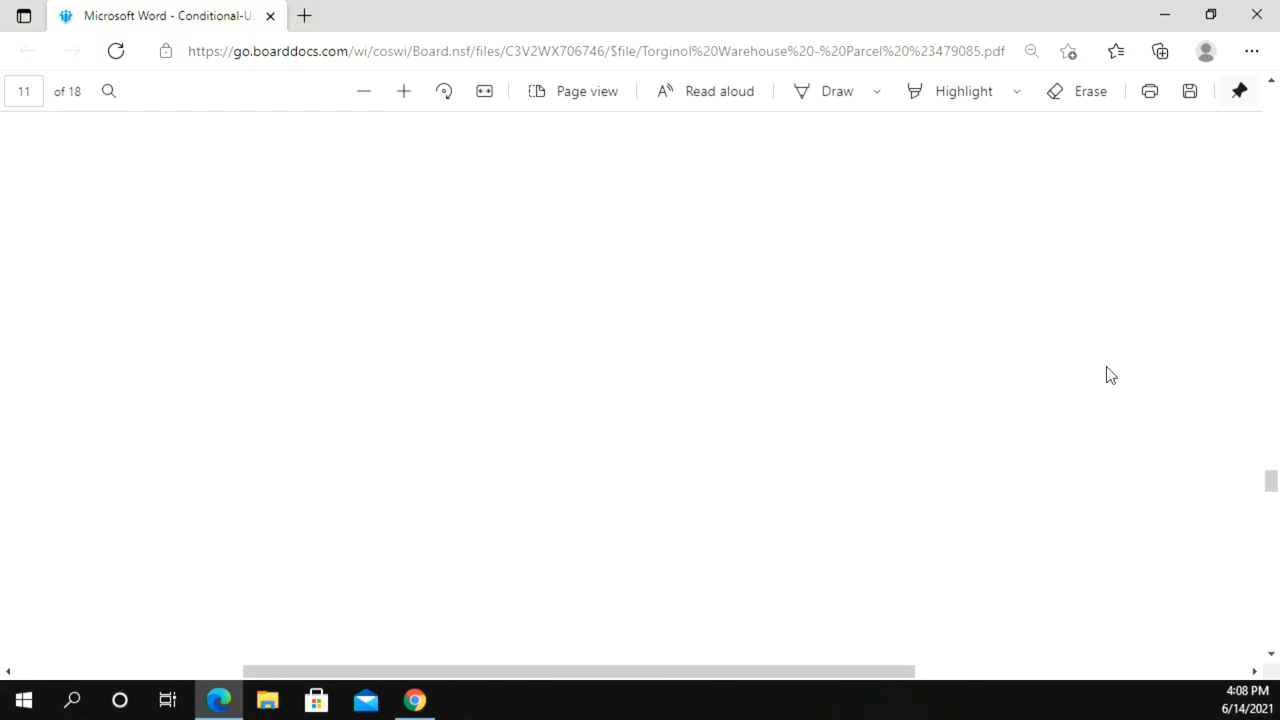 Microsoft Word - Conditional-Us
https://go.boarddocs.com/wi/coswi/Board.nsf/files/C3V2WX706746/$file/Torginol%20Warehouse%20-%20Parcel%20%23479085.pdf
11 of 18 Page view Read aloud Draw Highlight Erase
4:08 PM
6/14/2021